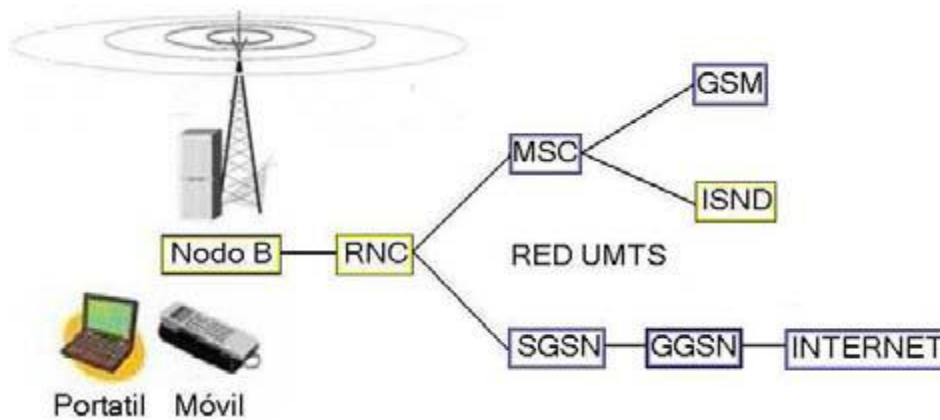 GSM
MSC
ISND
Nodo B
RNC
RED UMTS
SGSN
GGSN
INTERNET
Portatil
Móvil